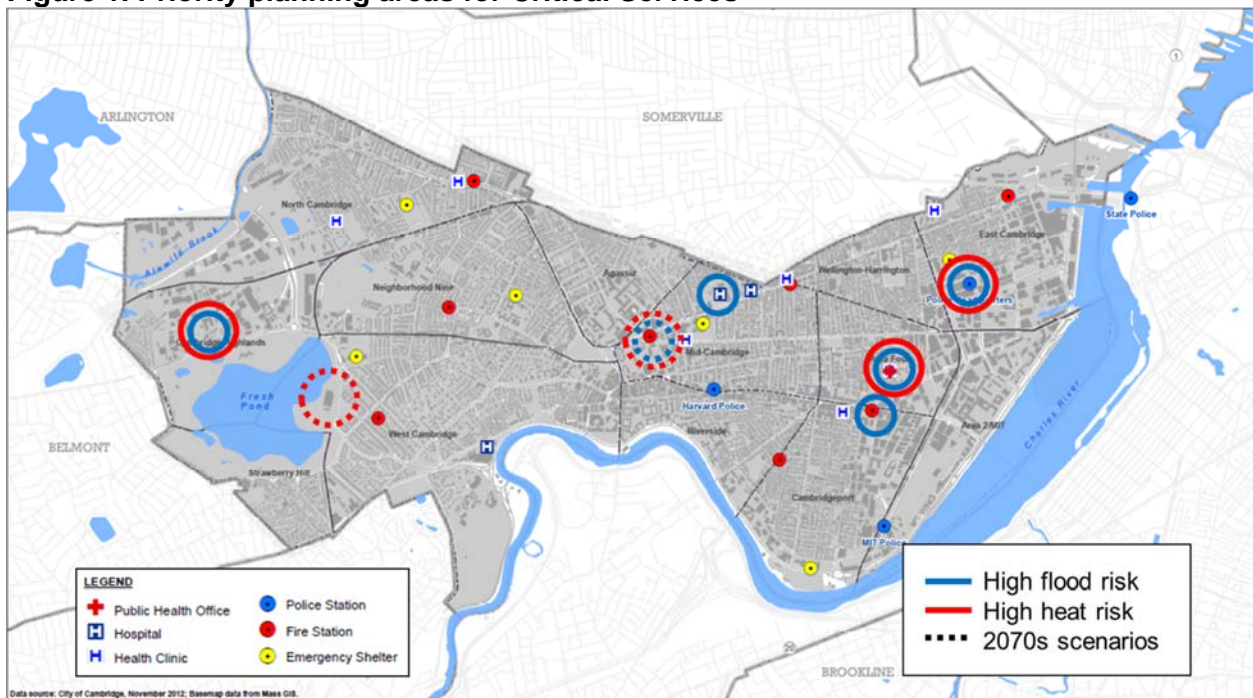 Figure 1. Priority planning areas for Critical Services
1
ARLINGTON
SOMERVILLE
North Cambridge
State Police
East Cambridge
Alewife Brook
Agassiz
Wellington-Harrington
Neighborhood Nine
Mid-Cambridge
Fresh
Pond
Harvard Police
West Cambridge
Riverside
Area 2/MIT
Charles River
BELMONT
Strawberry Hill
Cambridgeport
MIT Police
LEGEND
Public Health Office
Police Station
H Hospital
Fire Station
H Health Clinic
Emergency Shelter
High flood risk
High heat risk
2070s scenarios
20
BROOKLINE
Data source: City of Cambridge, November 2012; Basemap data from Mass GIS.